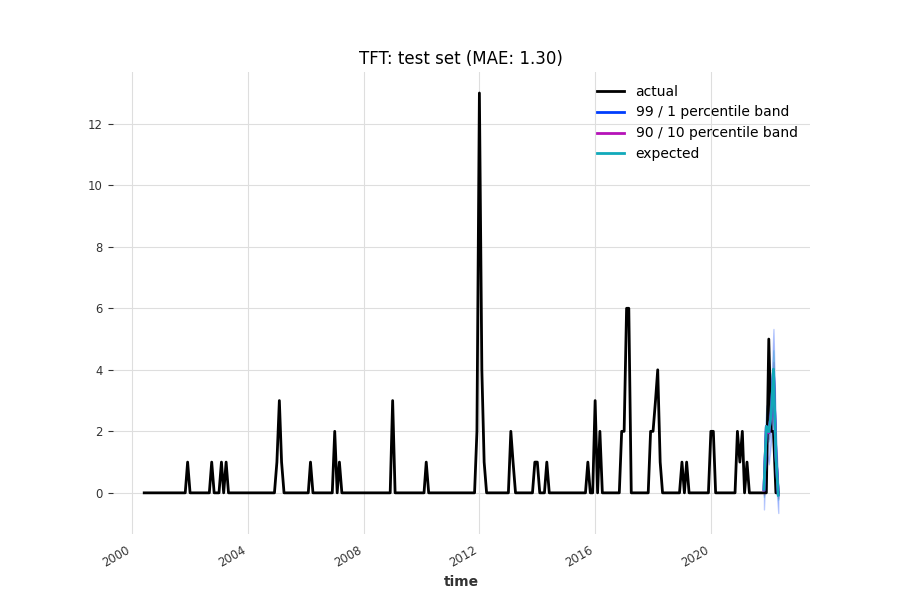 TFT: test set (MAE: 1.30)
actual
99 / 1 percentile band
90 / 10 percentile band
expected
12
10
8
6
4
2
0
2000
2004
2008
2012
2016
2020
time